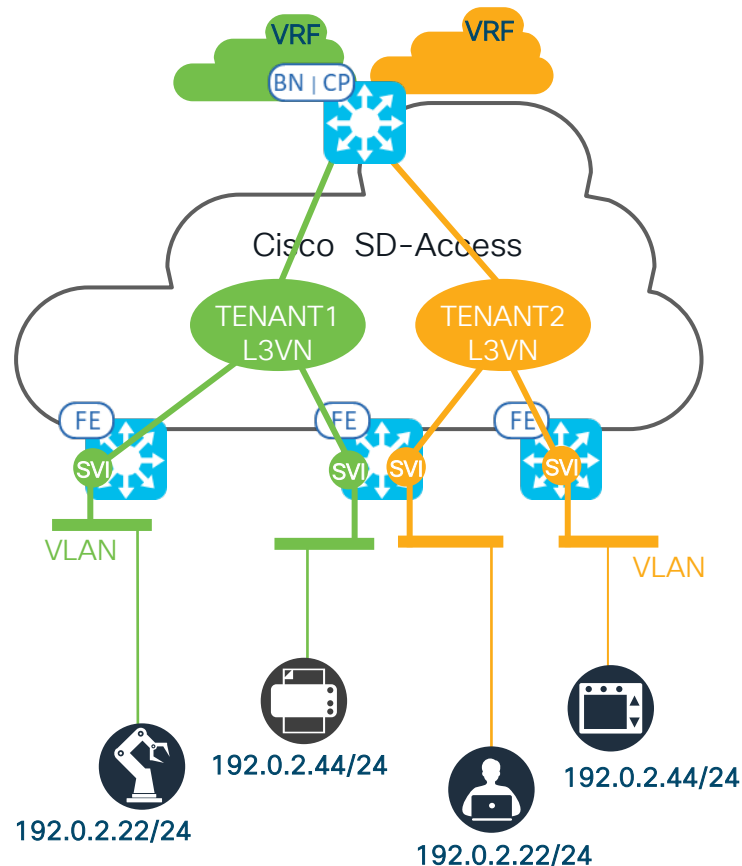 VRF
VRF
BN | CP
Cisco SD-Access
TENANT1
L3VN
TENANT2
L3VN
FE
FE
FE
SVI
SVI
SVI
SVI
VLAN
VLAN
192.0.2.44/24
192.0.2.44/24
192.0.2.22/24
192.0.2.22/24